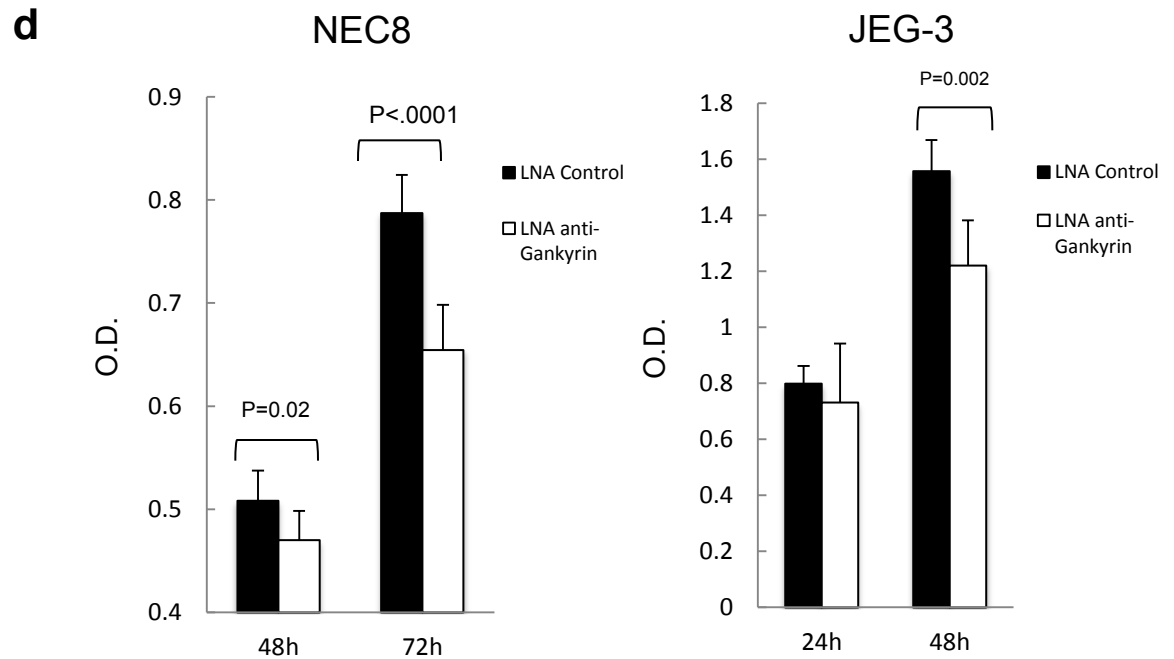 d
NEC8
O.D.
0.9
0.8
0.7
0.6
0.5
0.4
P=0.02
P<.0001
48h
72h
LNA Control
LNA anti-
Gankyrin
JEG-3
O.D.
1.8
1.6
1.4
1.2
1
0.8
0.6
0.4
0.2
0
P=0.002
24h
48h
LNA Control
LNA anti-
Gankyrin